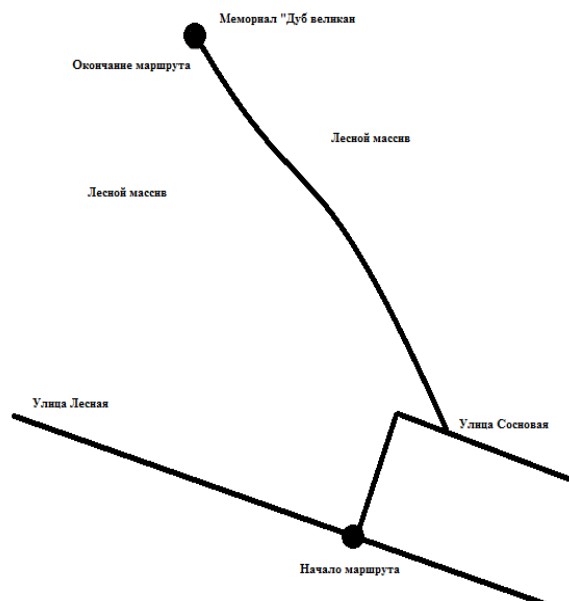 Мемориал "Дуб великан
Окончание маршрута
Лесной массив
Лесной массив
Улица Лесная
Улица Сосновая
Начало маршрута